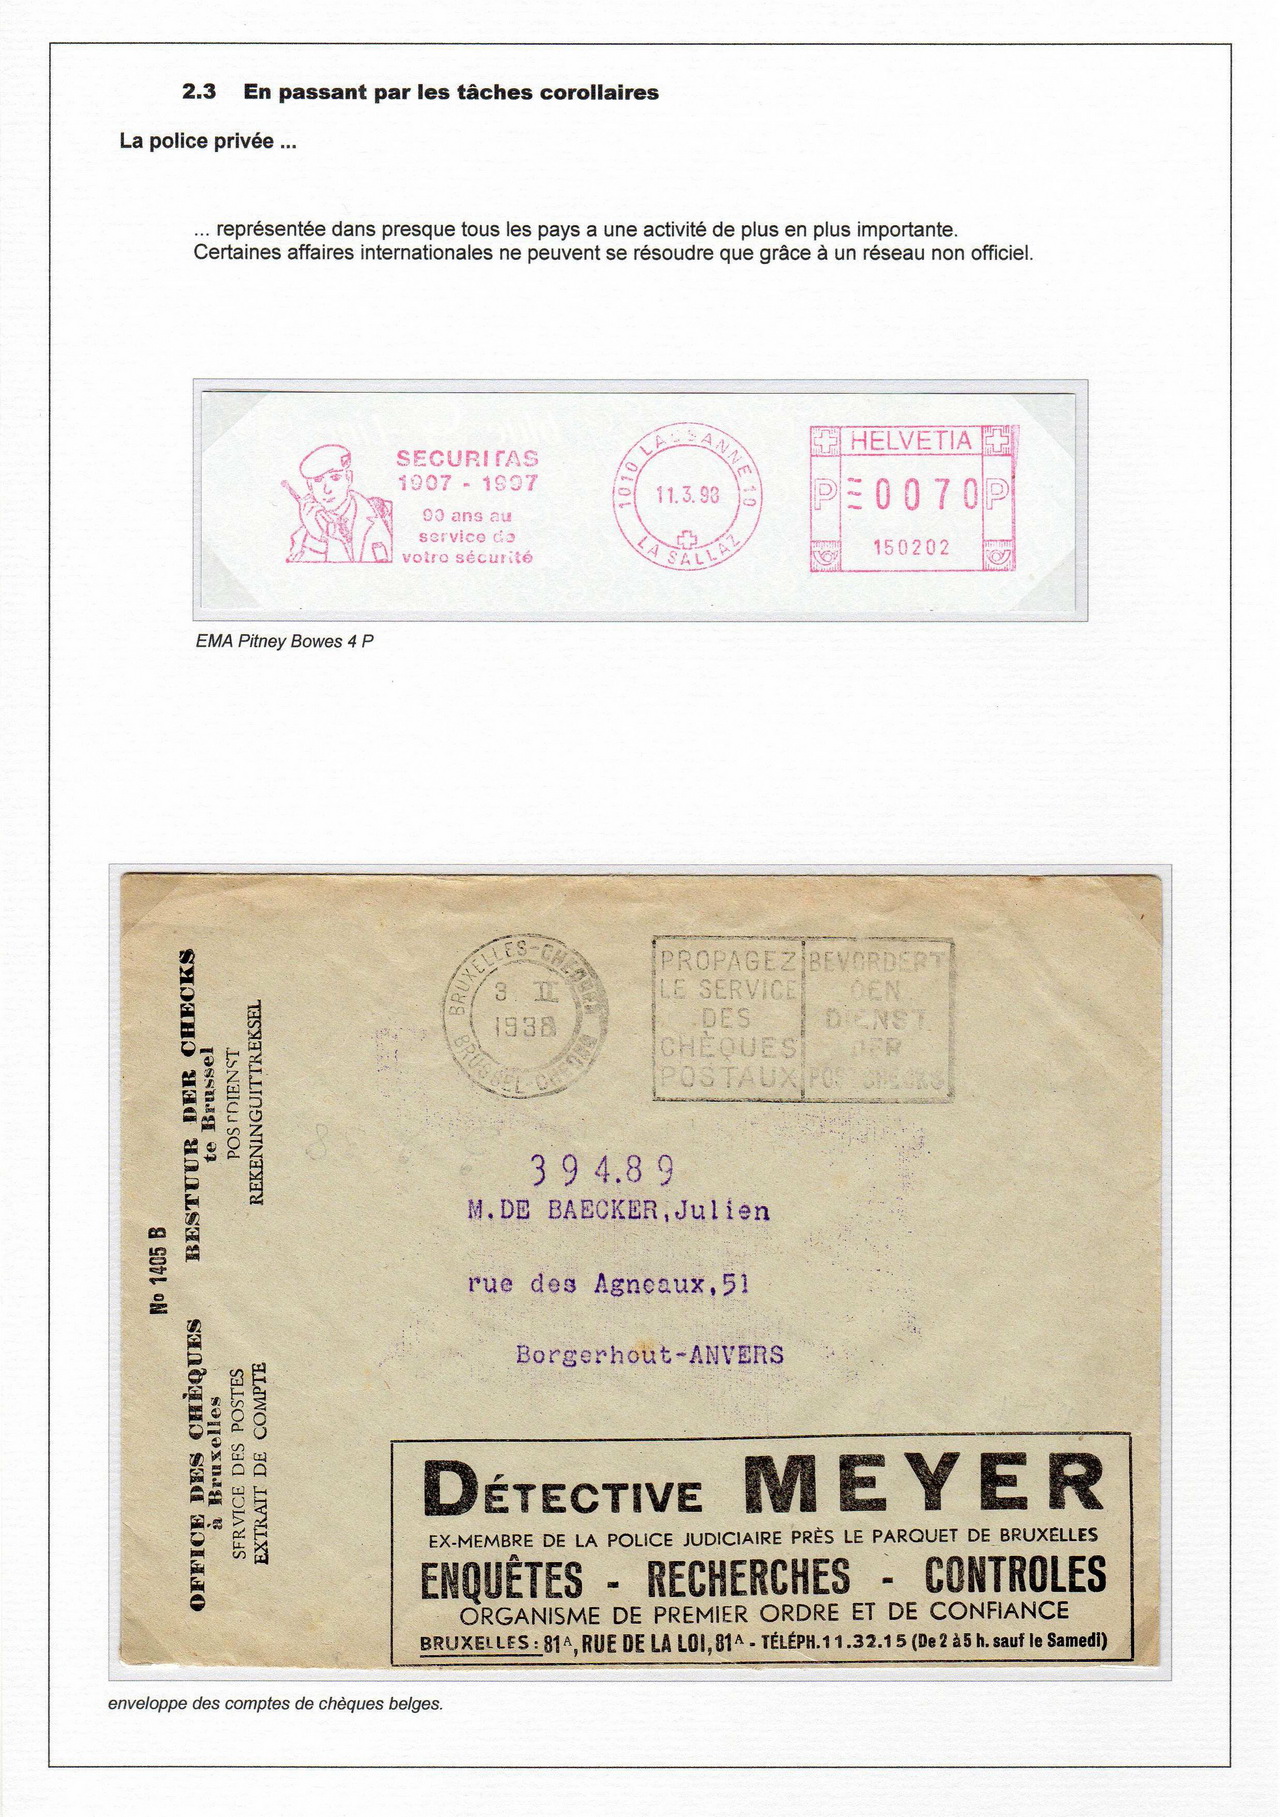 2.3 En passant par les tâches corollaires
La police privée ...
... représentée dans presque tous les pays a une activité de plus en plus importante.
Certaines affaires internationales ne peuvent se résoudre que grâce à un réseau non officiel.
SECURITAS
1907 - 1997
90 ans au
service de
votre sécurité
1010 LAUSANNE 10
11.3.98
LA SALLAZ
HELVETIA
P 0070 P
150202
EMA Pitney Bowes 4 P
BRUXELLES-CHEQUES
3 II
1938
BRUSSEL-CHECKS
PROPAGEZ
LE SERVICE
DES
CHÈQUES
POSTAUX
BEVORDERT
DEN
DIENST
DER
No 1405 B
BESTUUR DER CHECKS
te Brussel
POSTDIENST
REKENINGUITTREKSEL
OFFICE DES CHÈQUES
à Bruxelles
SERVICE DES POSTES
EXTRAIT DE COMPTE
394.89
M.DE BAECKER,Julien
rue des Agneaux,51
Borgerhout-ANVERS
DÉTECTIVE MEYER
EX-MEMBRE DE LA POLICE JUDICIAIRE PRÈS LE PARQUET DE BRUXELLES
ENQUÊTES - RECHERCHES - CONTROLES
ORGANISME DE PREMIER ORDRE ET DE CONFIANCE
BRUXELLES : 81A, RUE DE LA LOI, 81A - TÉLÉPH. 11.32.15 (De 2 à 5 h. sauf le Samedi)
enveloppe des comptes de chèques belges.